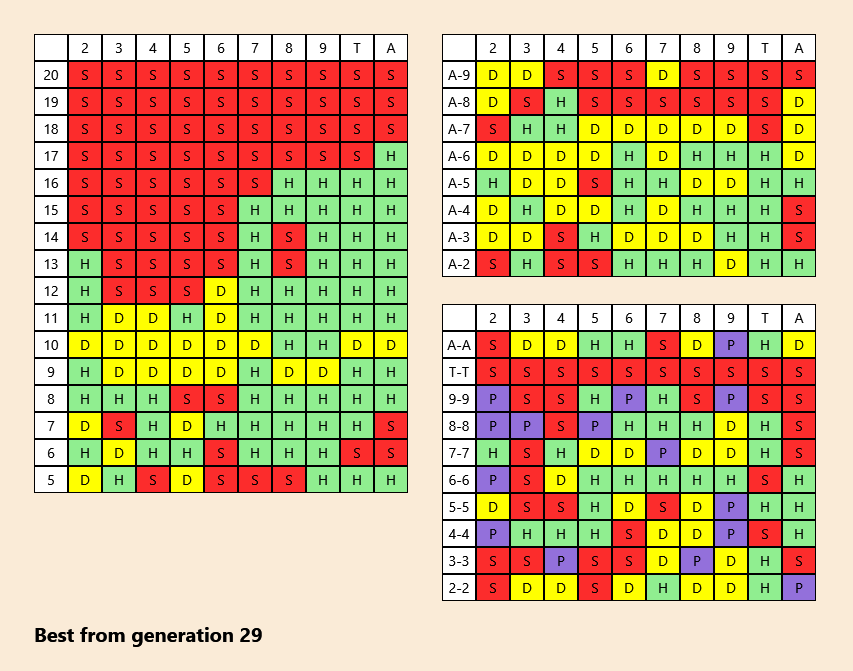 2 3 4 5 6 7 8 9 T A
20 S S S S S S S S S S
19 S S S S S S S S S S
18 S S S S S S S S S S
17 S S S S S S S S S H
16 S S S S S S H H H H
15 S S S S S H H H H H
14 S S S S S H S H H H
13 H S S S S H S H H H
12 H S S S D H H H H H
11 H D D H D H H H H H
10 D D D D D D H H D D
9 H D D D D H D D H H
8 H H H S S H H H H H
7 D S H D H H H H H S
6 H D H H S H H H S S
5 D H S D S S S H H H
2 3 4 5 6 7 8 9 T A
A-9 D D S S S D S S S S
A-8 D S H S S S S S S D
A-7 S H H D D D D D S D
A-6 D D D D H D H H H D
A-5 H D D S H H D D H H
A-4 D H D D H D H H H S
A-3 D D S H D D D H H S
A-2 S H S S H H H D H H
2 3 4 5 6 7 8 9 T A
A-A S D D H H S D P H D
T-T S S S S S S S S S S
9-9 P S S H P H S P S S
8-8 P P S P H H H D H S
7-7 H S H D D P D D H S
6-6 P S D H H H H H S H
5-5 D S S H D S D P H H
4-4 P H H H S D D P S H
3-3 S S P S S D P D H S
2-2 S D D S D H D D H P
Best from generation 29